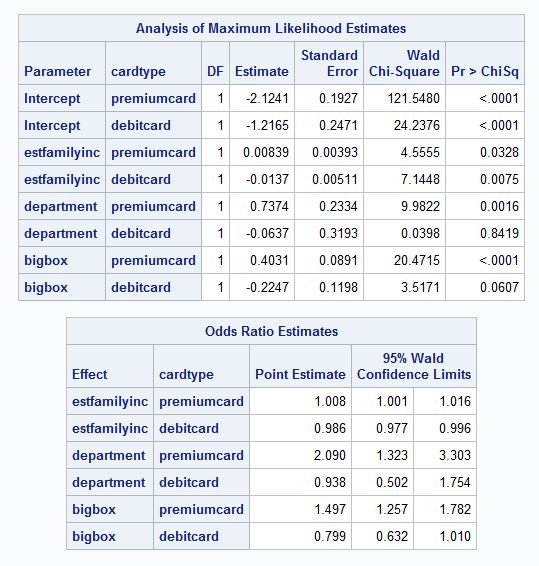 Analysis of Maximum Likelihood Estimates
Parameter cardtype DF Estimate Standard Error Wald Chi-Square Pr > ChiSq
Intercept premiumcard 1 -2.1241 0.1927 121.5480 <.0001
Intercept debitcard 1 -1.2165 0.2471 24.2376 <.0001
estfamilyinc premiumcard 1 0.00839 0.00393 4.5555 0.0328
estfamilyinc debitcard 1 -0.0137 0.00511 7.1448 0.0075
department premiumcard 1 0.7374 0.2334 9.9822 0.0016
department debitcard 1 -0.0637 0.3193 0.0398 0.8419
bigbox premiumcard 1 0.4031 0.0891 20.4715 <.0001
bigbox debitcard 1 -0.2247 0.1198 3.5171 0.0607
Odds Ratio Estimates
Effect cardtype Point Estimate 95% Wald Confidence Limits
estfamilyinc premiumcard 1.008 1.001 1.016
estfamilyinc debitcard 0.986 0.977 0.996
department premiumcard 2.090 1.323 3.303
department debitcard 0.938 0.502 1.754
bigbox premiumcard 1.497 1.257 1.782
bigbox debitcard 0.799 0.632 1.010